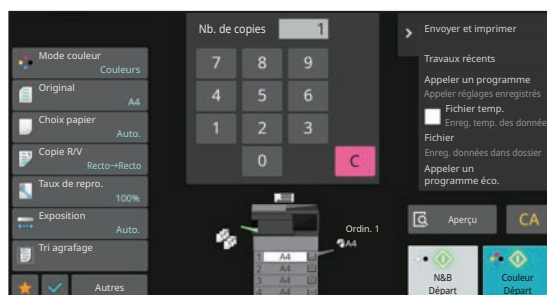 Mode couleur
Couleurs
Original
A4
Choix papier
Auto.
Copie R/V
Recto→Recto
Taux de repro.
100%
Exposition
Auto.
Tri agrafage
Autres
Nb. de copies
1
7 8 9
4 5 6
1 2 3
0 C
Ordin. 1
A4
1 A4
2 A4
3 A4
4 A4
Envoyer et imprimer
Travaux récents
Appeler un programme
Appeler réglages enregistrés
Fichier temp.
Enreg. temp. des donnée
Fichier
Enreg. données dans dossier
Appeler un
programme éco.
Aperçu
CA
N&B
Départ
Couleur
Départ